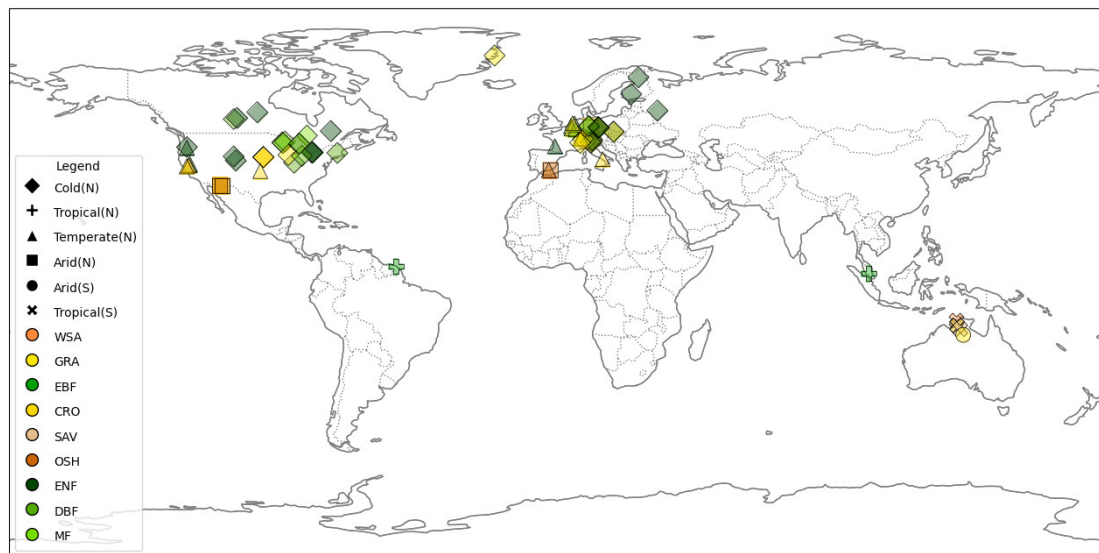 Legend
Cold(N)
Tropical(N)
Temperate(N)
Arid(N)
Arid(S)
Tropical(S)
WSA
GRA
EBF
CRO
SAV
OSH
ENF
DBF
MF